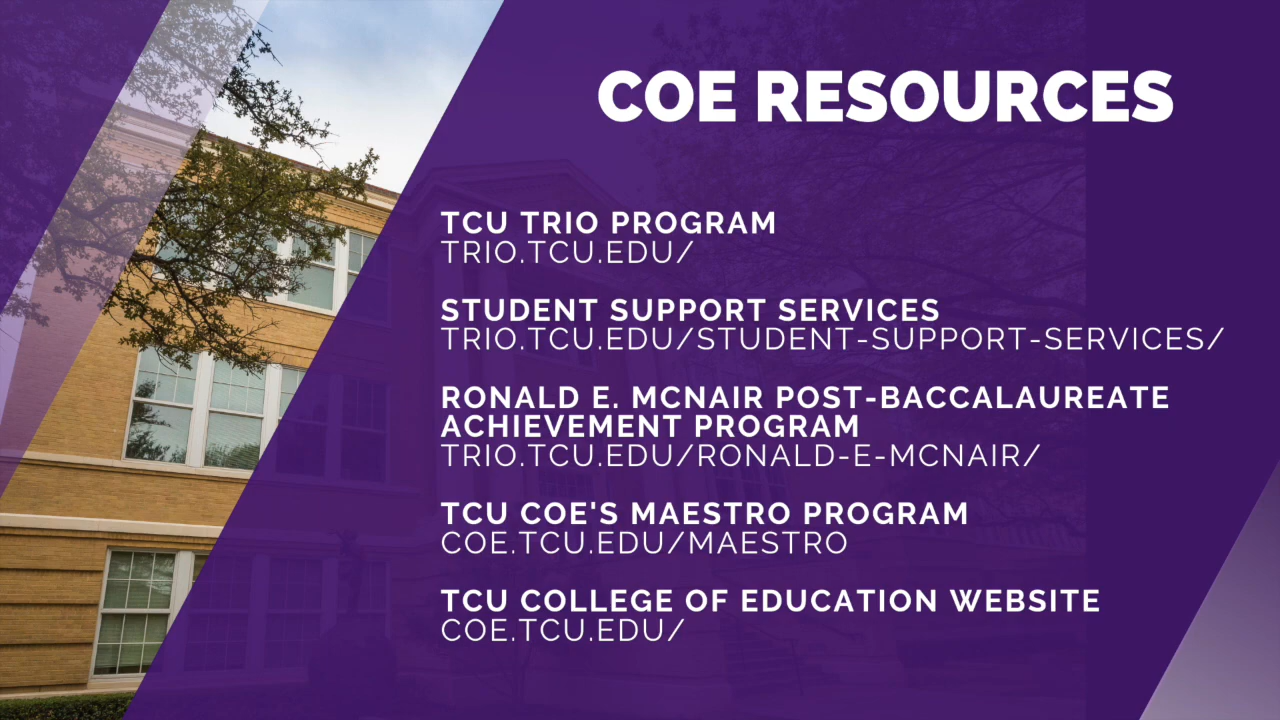 COE RESOURCES
TCU TRIO PROGRAM
TRIO.TCU.EDU/
STUDENT SUPPORT SERVICES
TRIO.TCU.EDU/STUDENT-SUPPORT-SERVICES/
RONALD E. MCNAIR POST-BACCALAUREATE
ACHIEVEMENT PROGRAM
TRIO.TCU.EDU/RONALD-E-MCNAIR/
TCU COE'S MAESTRO PROGRAM
COE.TCU.EDU/MAESTRO
TCU COLLEGE OF EDUCATION WEBSITE
COE.TCU.EDU/